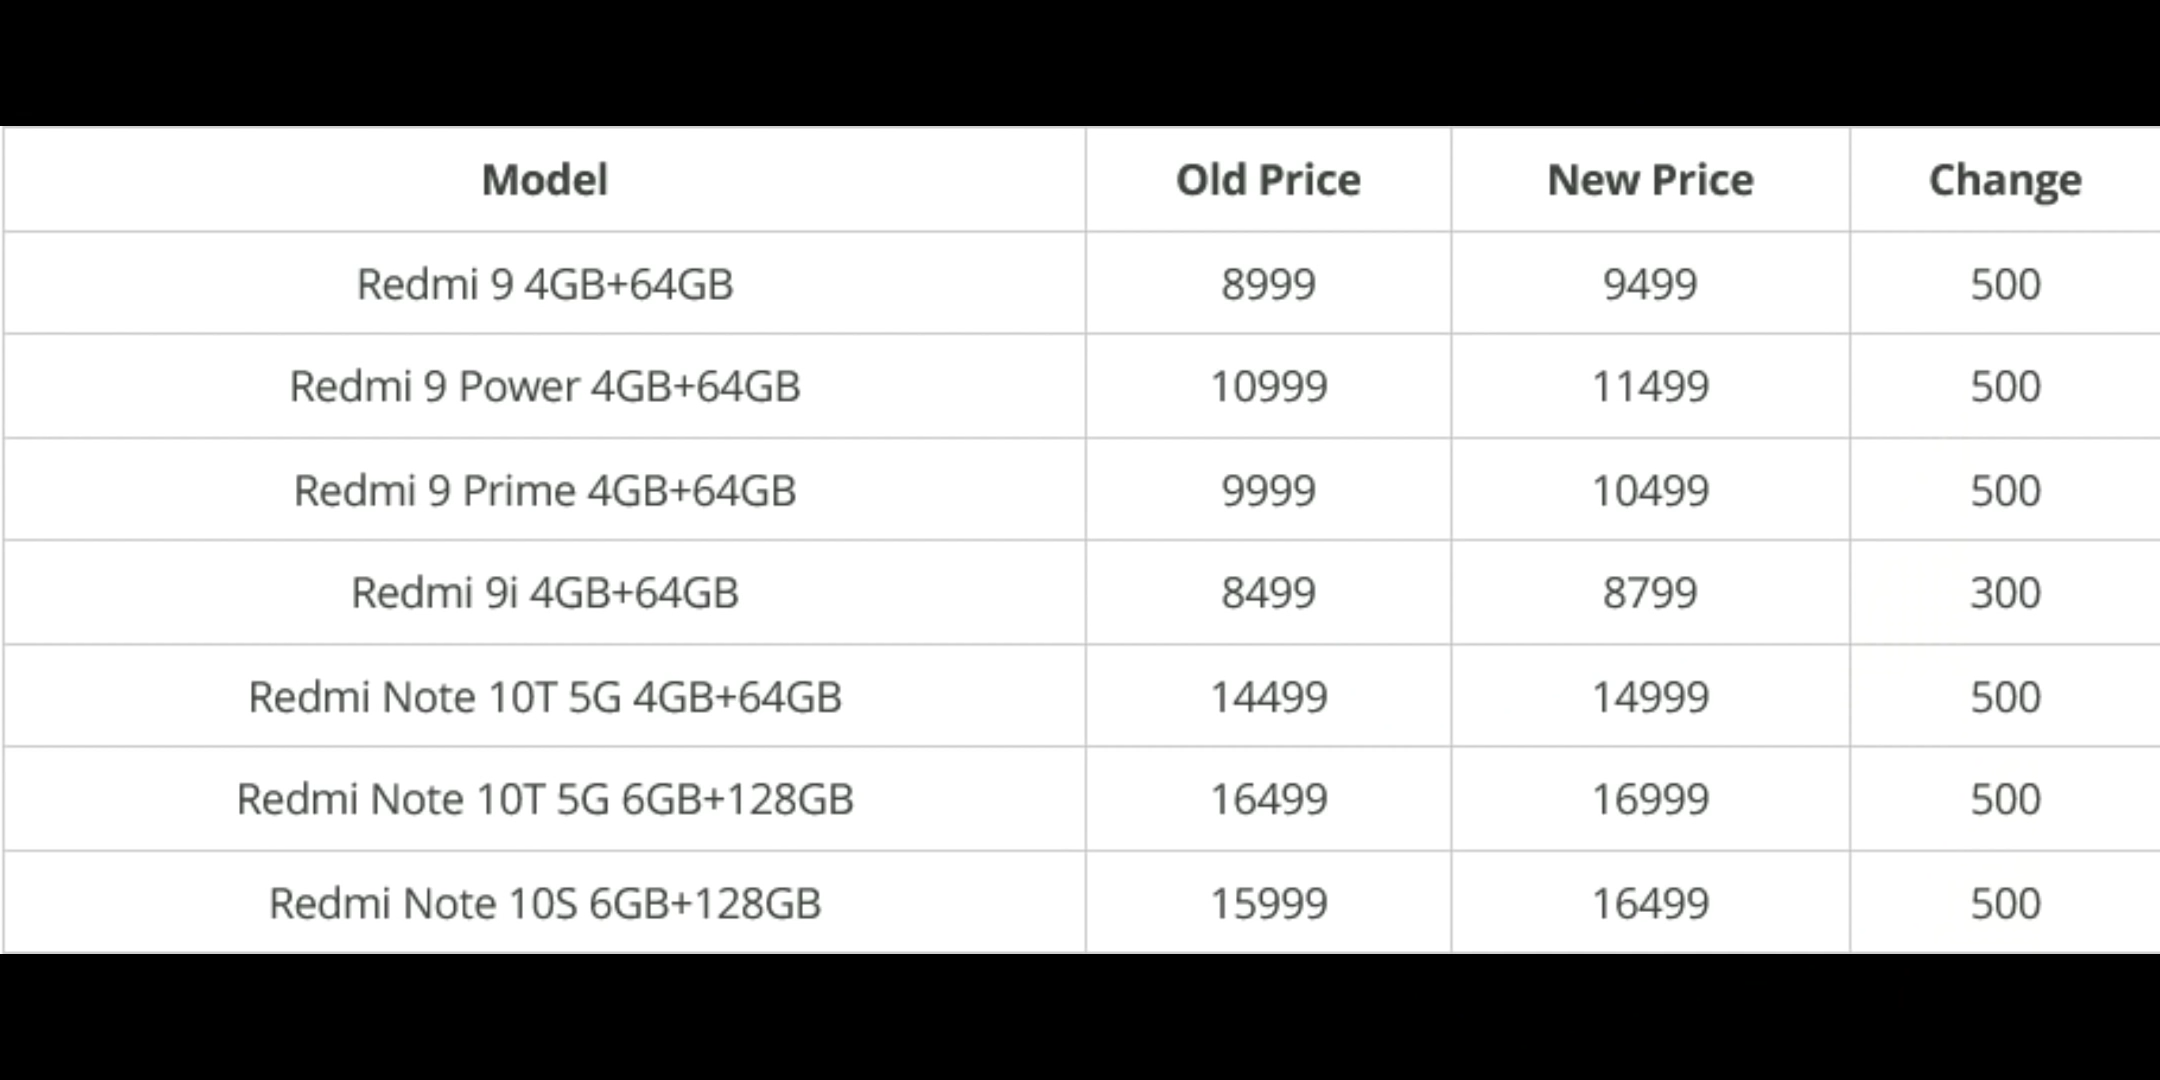 Model Old Price New Price Change
Redmi 9 4GB+64GB 8999 9499 500
Redmi 9 Power 4GB+64GB 10999 11499 500
Redmi 9 Prime 4GB+64GB 9999 10499 500
Redmi 9i 4GB+64GB 8499 8799 300
Redmi Note 10T 5G 4GB+64GB 14499 14999 500
Redmi Note 10T 5G 6GB+128GB 16499 16999 500
Redmi Note 10S 6GB+128GB 15999 16499 500